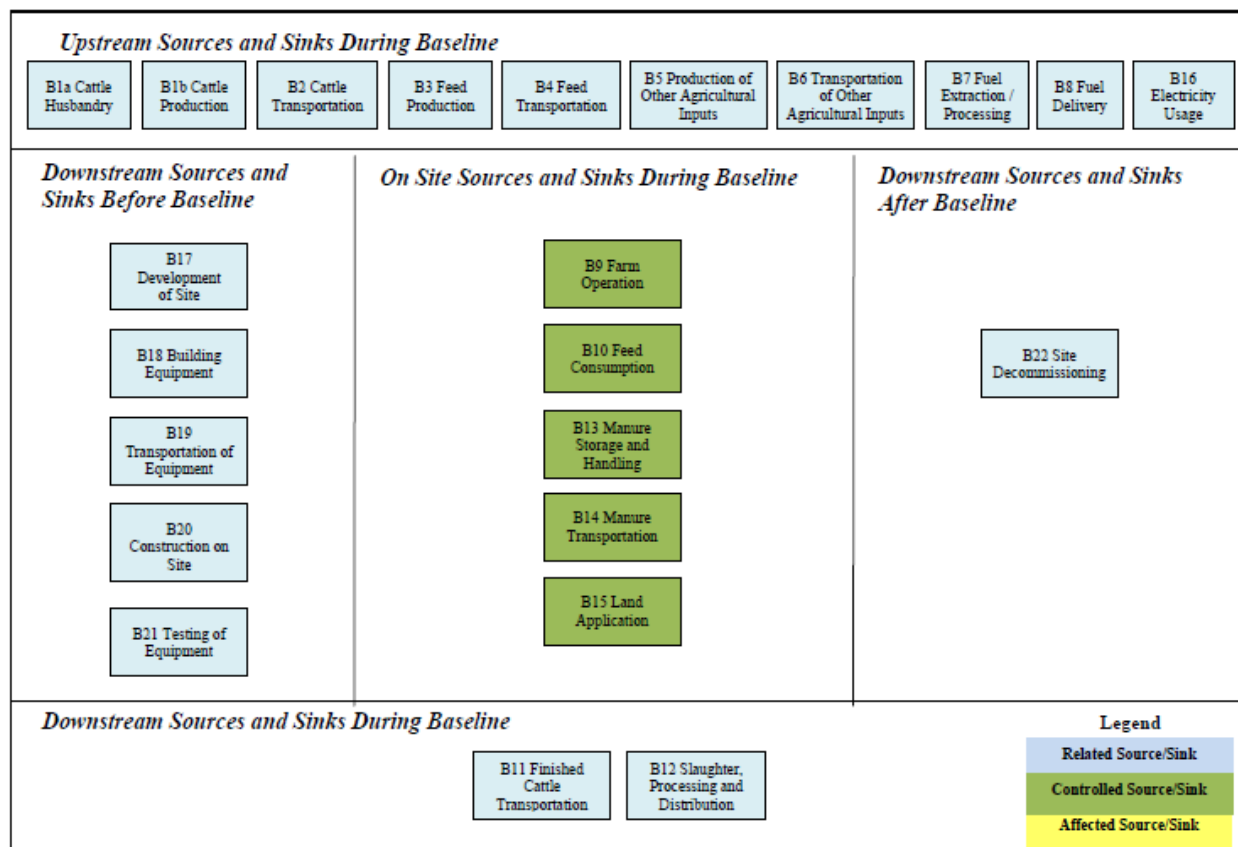 Upstream Sources and Sinks During Baseline
B1a Cattle
Husbandry
B1b Cattle
Production
B2 Cattle
Transportation
B3 Feed
Production
B4 Feed
Transportation
B5 Production of
Other Agricultural
Inputs
B6 Transportation
of Other
Agricultural Inputs
B7 Fuel
Extraction /
Processing
B8 Fuel
Delivery
B16
Electricity
Usage
Downstream Sources and
Sinks Before Baseline
B17
Development
of Site
B18 Building
Equipment
B19
Transportation of
Equipment
B20
Construction on
Site
B21 Testing of
Equipment
On Site Sources and Sinks During Baseline
B9 Farm
Operation
B10 Feed
Consumption
B13 Manure
Storage and
Handling
B14 Manure
Transportation
B15 Land
Application
Downstream Sources and Sinks
After Baseline
B22 Site
Decommissioning
Downstream Sources and Sinks During Baseline
B11 Finished
Cattle
Transportation
B12 Slaughter,
Processing and
Distribution
Legend
Related Source/Sink
Controlled Source/Sink
Affected Source/Sink